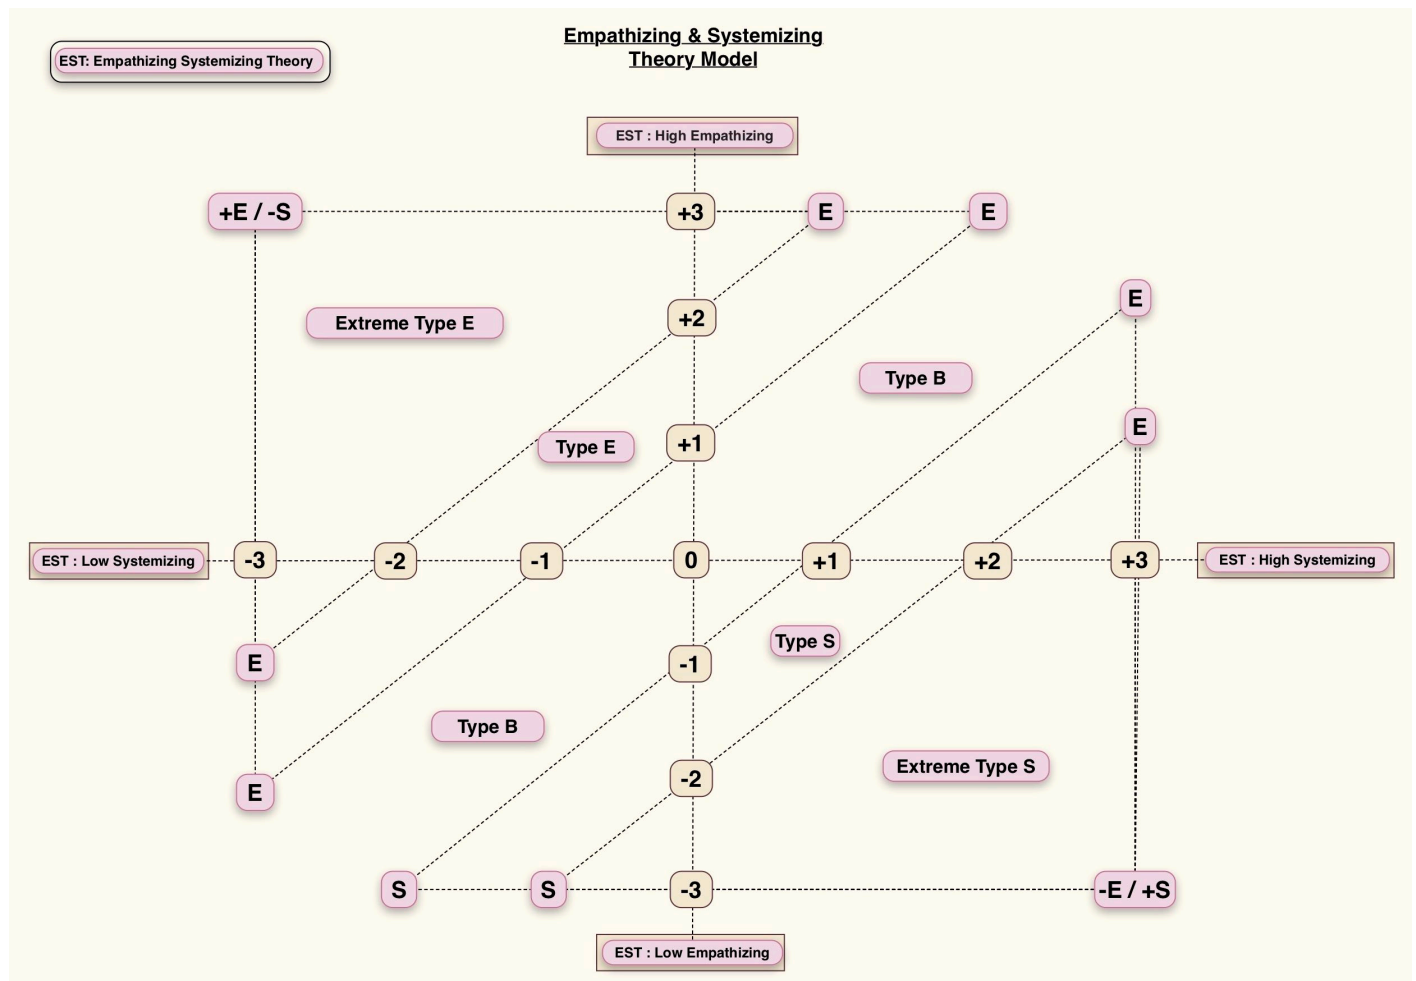 Empathizing & Systemizing
Theory Model
EST: Empathizing Systemizing Theory
EST : High Empathizing
+E / -S
+3
E
E
E
+2
Extreme Type E
Type B
E
+1
Type E
EST : Low Systemizing
-3
-2
-1
0
+1
+2
+3
EST : High Systemizing
Type S
E
-1
Type B
Extreme Type S
-2
E
S
S
-3
-E / +S
EST : Low Empathizing